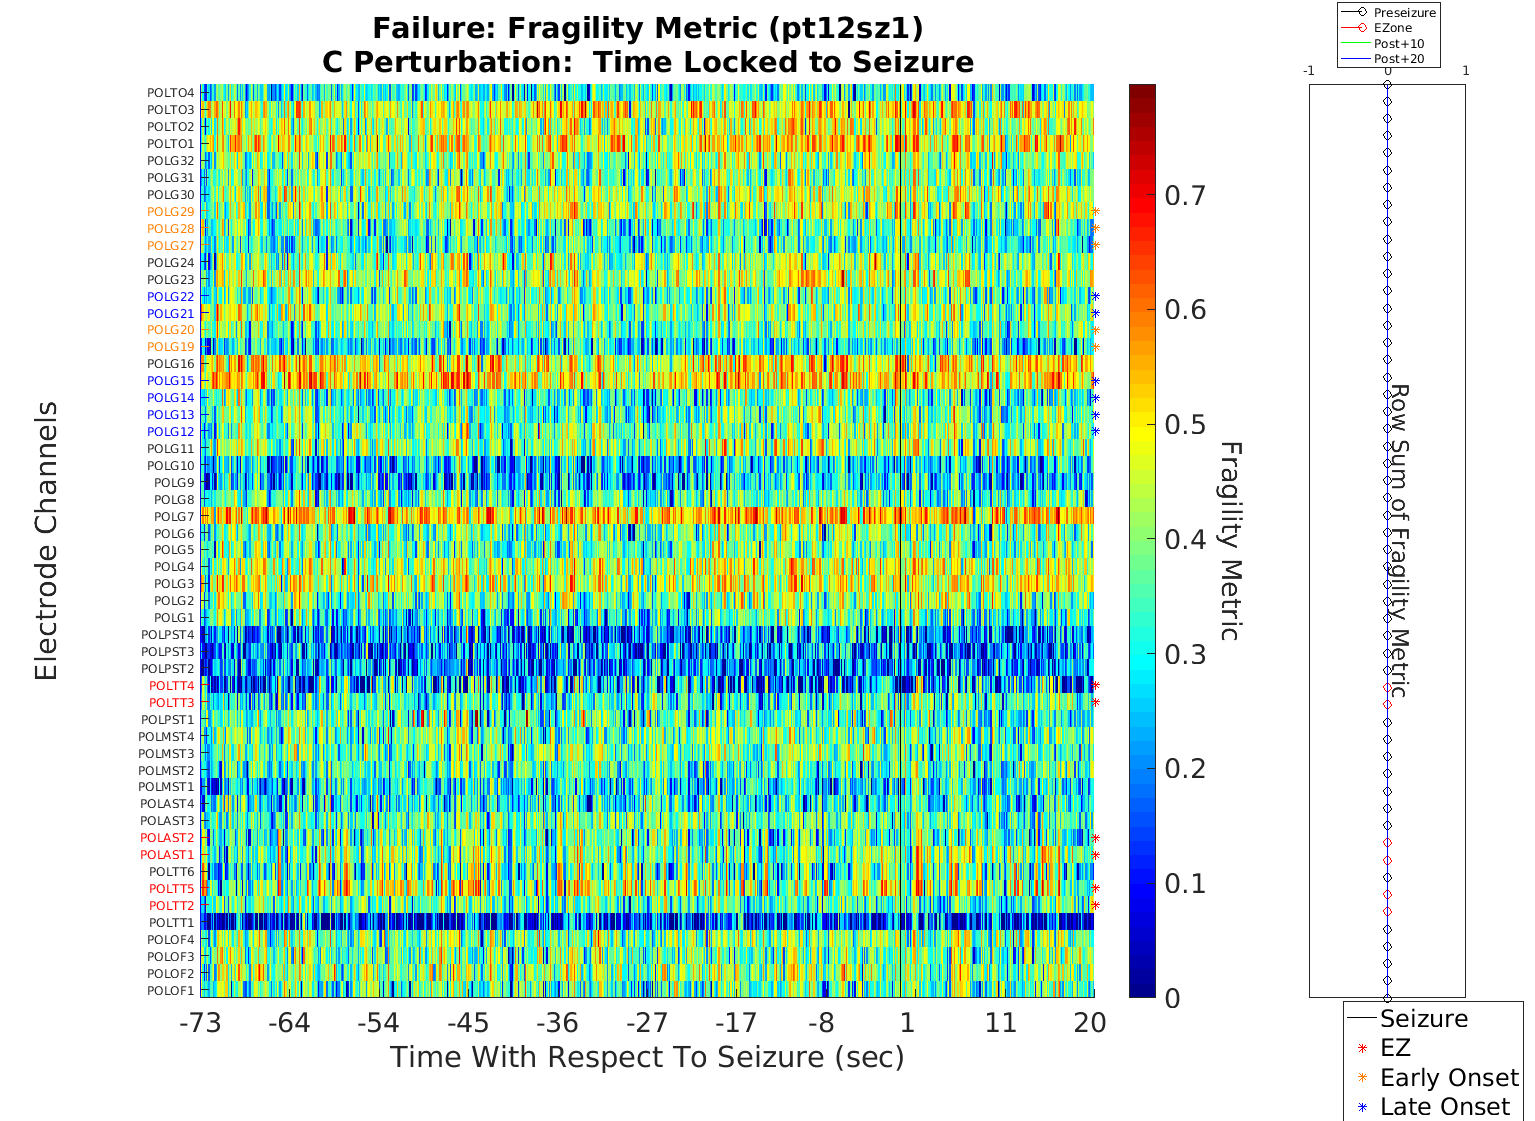 Failure: Fragility Metric (pt12sz1)
C Perturbation:  Time Locked to Seizure
Electrode Channels
POLTO4
POLTO3
POLTO2
POLTO1
POLG32
POLG31
POLG30
POLG29
POLG28
POLG27
POLG24
POLG23
POLG22
POLG21
POLG20
POLG19
POLG16
POLG15
POLG14
POLG13
POLG12
POLG11
POLG10
POLG9
POLG8
POLG7
POLG6
POLG5
POLG4
POLG3
POLG2
POLG1
POLPST4
POLPST3
POLPST2
POLTT4
POLTT3
POLPST1
POLMST4
POLMST3
POLMST2
POLMST1
POLAST4
POLAST3
POLAST2
POLAST1
POLTT6
POLTT5
POLTT2
POLTT1
POLOF4
POLOF3
POLOF2
POLOF1
-73 -64 -54 -45 -36 -27 -17 -8 1 11 20
Time With Respect To Seizure (sec)
0.7
0.6
0.5
0.4
0.3
0.2
0.1
0
Fragility Metric
Preseizure
EZone
Post+10
Post+20
-1 0 1
Row Sum of Fragility Metric
Seizure
EZ
Early Onset
Late Onset